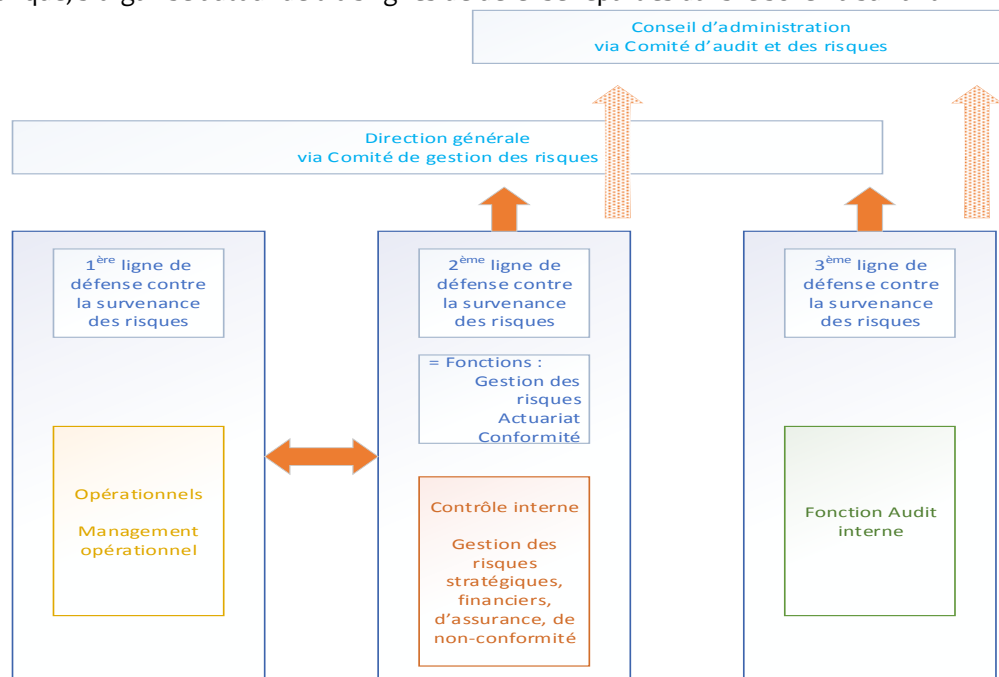 Conseil d'administration
via Comité d'audit et des risques
Direction générale
via Comité de gestion des risques
1ère ligne de
défense contre
la survenance
des risques
2ème ligne de
défense contre
la survenance
des risques
3ème ligne de
défense contre
la survenance
des risques
= Fonctions :
Gestion des
risques
Actuariat
Conformité
Opérationnels
Management
opérationnel
Contrôle interne
Gestion des
risques
stratégiques,
financiers,
d'assurance, de
non-conformité
Fonction Audit
interne